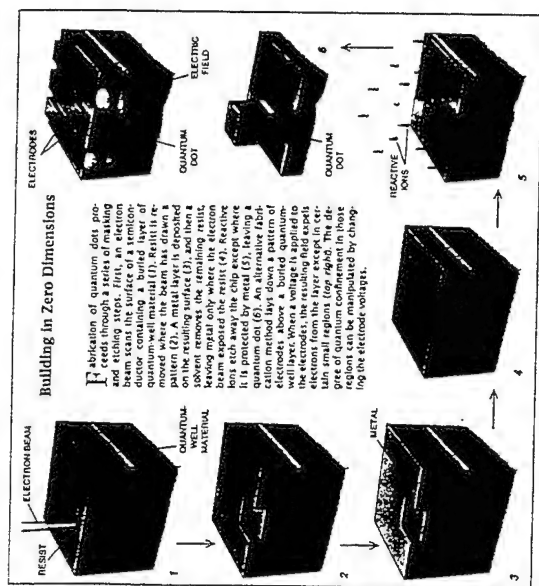 Building in Zero Dimensions
Fabrication of quantum dots pro-
ceeds through a series of masking
and etching steps. First, an electron
beam scans the surface of a semicon-
ductor containing a buried layer of
quantum-well material (1). Resist is re-
moved where the beam has drawn a
pattern (2). A metal layer is deposited
on the resulting surface (3), and then a
solvent removes the remaining resist,
leaving metal only where the electron
beam exposed the resist (4). Reactive
ions etch away the chip except where
it is protected by metal (5), leaving a
quantum dot (6). An alternative fabri-
cation method lays down a pattern of
electrodes above a buried quantum-
well layer. When a voltage is applied to
the electrodes, the resulting field expels
electrons from the layer except in cer-
tain small regions (top right). The de-
gree of quantum confinement in those
regions can be manipulated by chang-
ing the electrode voltages.
ELECTRON BEAM
RESIST
QUANTUM-
WELL
MATERIAL
1
2
METAL
3
4
REACTIVE
IONS
5
QUANTUM
DOT
6
ELECTRODES
QUANTUM
DOT
ELECTRIC
FIELD